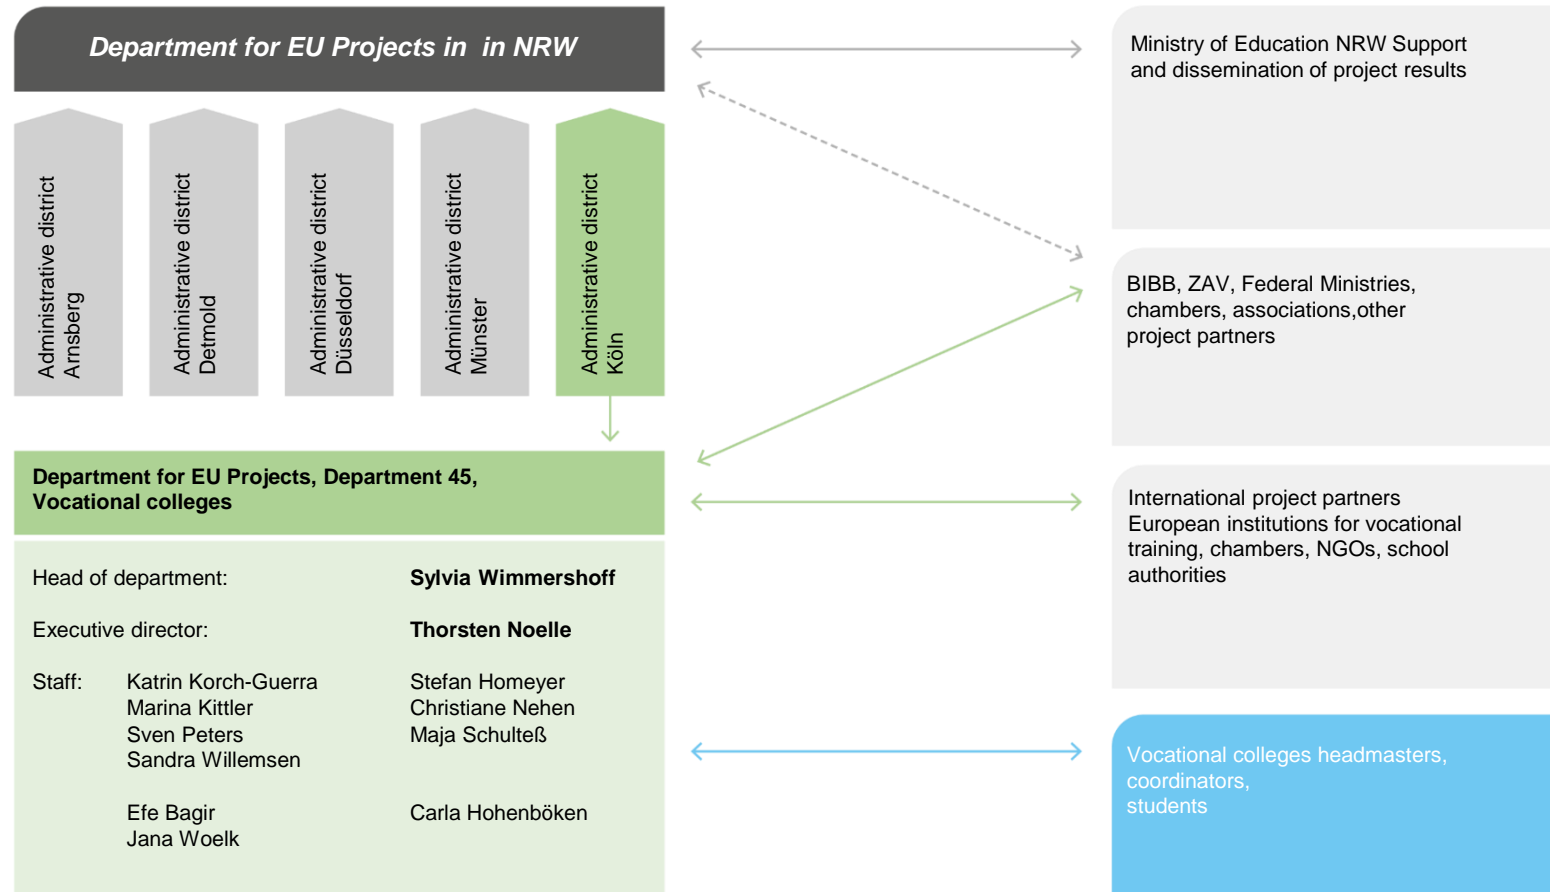 Department for EU Projects in  in NRW
Administrative district
Arnsberg
Administrative district
Detmold
Administrative district
Düsseldorf
Administrative district
Münster
Administrative district
Köln
Ministry of Education NRW Support
and dissemination of project results
BIBB, ZAV, Federal Ministries,
chambers, associations,other
project partners
Department for EU Projects, Department 45,
Vocational colleges
Head of department: Sylvia Wimmershoff
Executive director: Thorsten Noelle
Staff: Katrin Korch-Guerra Stefan Homeyer
Marina Kittler Christiane Nehen
Sven Peters Maja Schulteß
Sandra Willemsen
Efe Bagir Carla Hohenböken
Jana Woelk
International project partners
European institutions for vocational
training, chambers, NGOs, school
authorities
Vocational colleges headmasters,
coordinators,
students